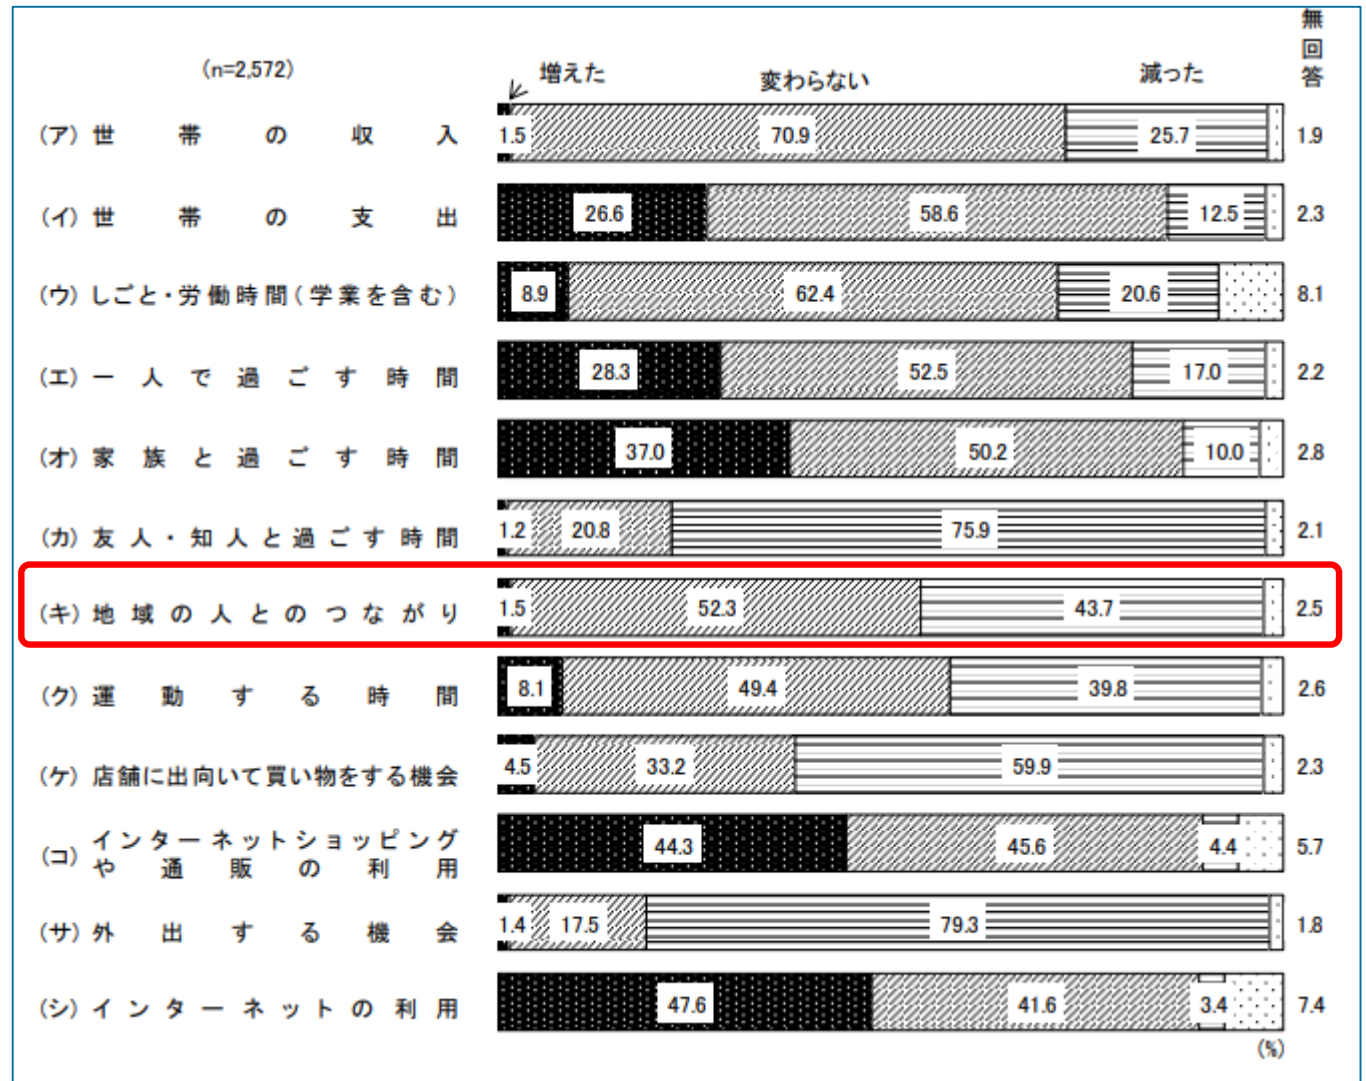 (n=2,572)
増えた
変わらない
減った
無回答
(ア) 世帯の収入 1.5 70.9 25.7 1.9
(イ) 世帯の支出 26.6 58.6 12.5 2.3
(ウ) しごと・労働時間(学業を含む) 8.9 62.4 20.6 8.1
(エ) 一人で過ごす時間 28.3 52.5 17.0 2.2
(オ) 家族と過ごす時間 37.0 50.2 10.0 2.8
(カ) 友人・知人と過ごす時間 1.2 20.8 75.9 2.1
(キ) 地域の人とのつながり 1.5 52.3 43.7 2.5
(ク) 運動する時間 8.1 49.4 39.8 2.6
(ケ) 店舗に出向いて買い物をする機会 4.5 33.2 59.9 2.3
(コ) インターネットショッピング
や通販の利用 44.3 45.6 4.4 5.7
(サ) 外出する機会 1.4 17.5 79.3 1.8
(シ) インターネットの利用 47.6 41.6 3.4 7.4
(%)